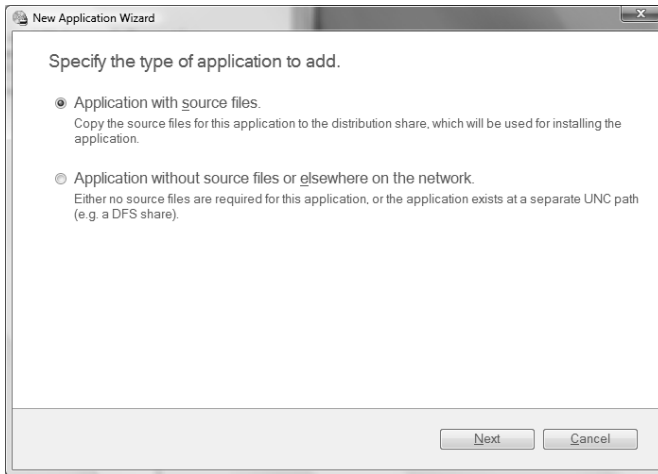 New Application Wizard
Specify the type of application to add.
Application with source files.
Copy the source files for this application to the distribution share, which will be used for installing the
application.
Application without source files or elsewhere on the network.
Either no source files are required for this application, or the application exists at a separate UNC path
(e.g. a DFS share).
Next Cancel